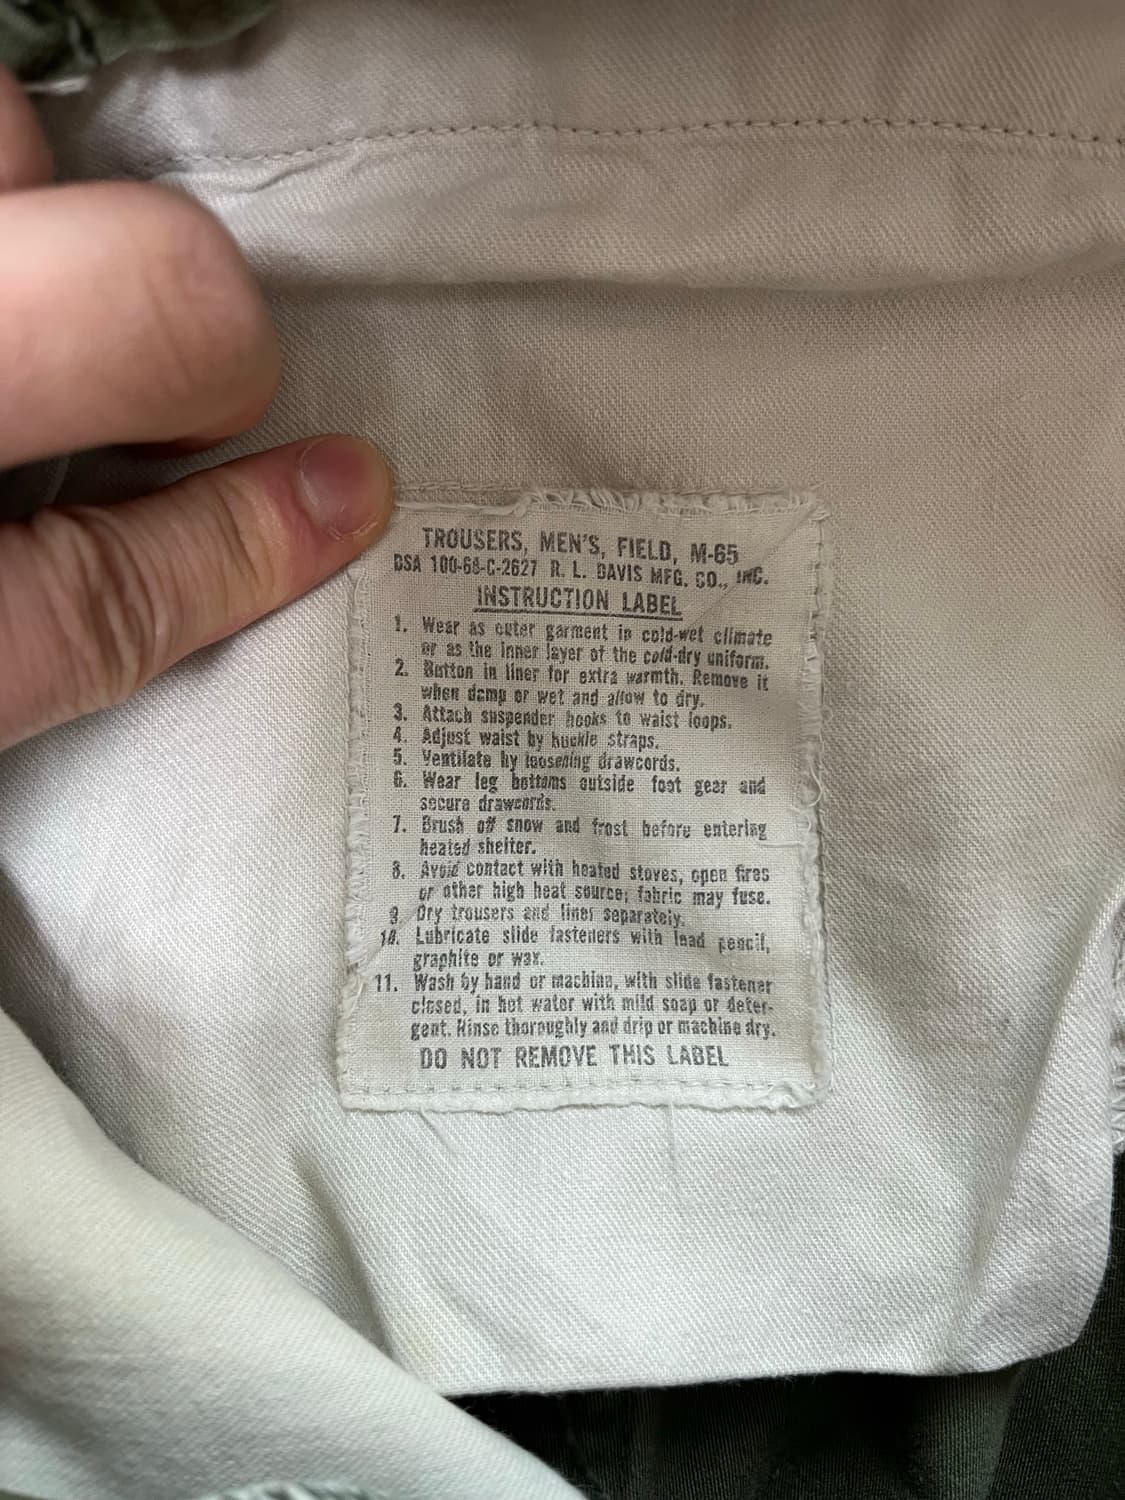 TROUSERS, MEN'S, FIELD, M-65
DSA 100-68-C-2627 R. L. DAVIS MFG. CO., INC.
INSTRUCTION LABEL
1. Wear as outer garment in cold-wet climate
or as the inner layer of the cold-dry uniform.
2. Button in liner for extra warmth. Remove it
when damp or wet and allow to dry.
3. Attach suspender hooks to waist loops.
4. Adjust waist by buckle straps.
5. Ventilate by loosening drawcords.
6. Wear leg bottoms outside foot gear and
secure drawcords.
7. Brush off snow and frost before entering
heated shelter.
8. Avoid contact with heated stoves, open fires
or other high heat source; fabric may fuse.
9. Dry trousers and liner separately.
10. Lubricate slide fasteners with lead pencil,
graphite or wax.
11. Wash by hand or machine, with slide fastener
closed, in hot water with mild soap or deter-
gent. Rinse thoroughly and drip or machine dry.
DO NOT REMOVE THIS LABEL